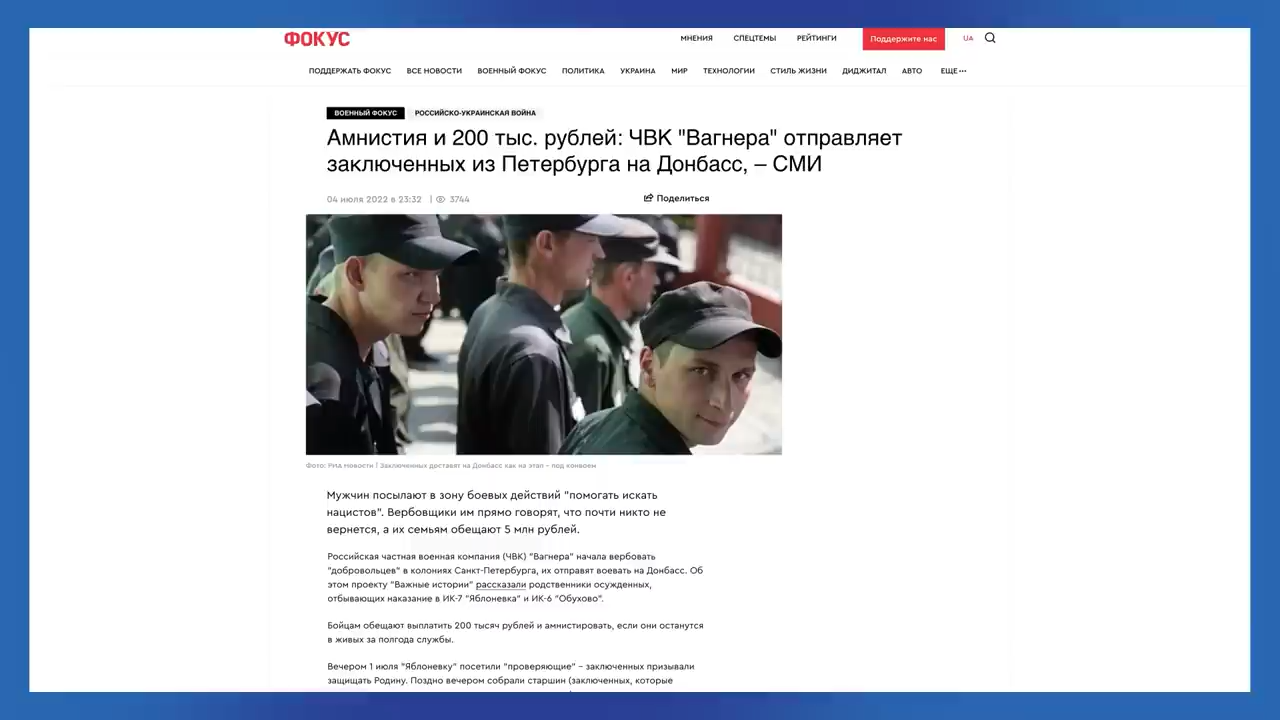 ФОКУС
МНЕНИЯ СПЕЦТЕМЫ РЕЙТИНГИ Поддержите нас UA
ПОДДЕРЖАТЬ ФОКУС ВСЕ НОВОСТИ ВОЕННЫЙ ФОКУС ПОЛИТИКА УКРАИНА МИР ТЕХНОЛОГИИ СТИЛЬ ЖИЗНИ ДИДЖИТАЛ АВТО ЕЩЕ•••
ВОЕННЫЙ ФОКУС РОССИЙСКО-УКРАИНСКАЯ ВОЙНА
Амнистия и 200 тыс. рублей: ЧВК "Вагнера" отправляет
заключенных из Петербурга на Донбасс, – СМИ
04 июля 2022 в 23:32 | 3744 Поделиться
Фото: РИА Новости | Заключенных доставят на Донбасс как на этап – под конвоем
Мужчин посылают в зону боевых действий "помогать искать
нацистов". Вербовщики им прямо говорят, что почти никто не
вернется, а их семьям обещают 5 млн рублей.
Российская частная военная компания (ЧВК) "Вагнера" начала вербовать
"добровольцев" в колониях Санкт-Петербурга, их отправят воевать на Донбасс. Об
этом проекту "Важные истории" рассказали родственники осужденных,
отбывающих наказание в ИК-7 "Яблоневка" и ИК-6 "Обухово".
Бойцам обещают выплатить 200 тысяч рублей и амнистировать, если они останутся
в живых за полгода службы.
Вечером 1 июля "Яблоневку" посетили "проверяющие" – заключенных призывали
защищать Родину. Поздно вечером собрали старшин (заключенных, которые